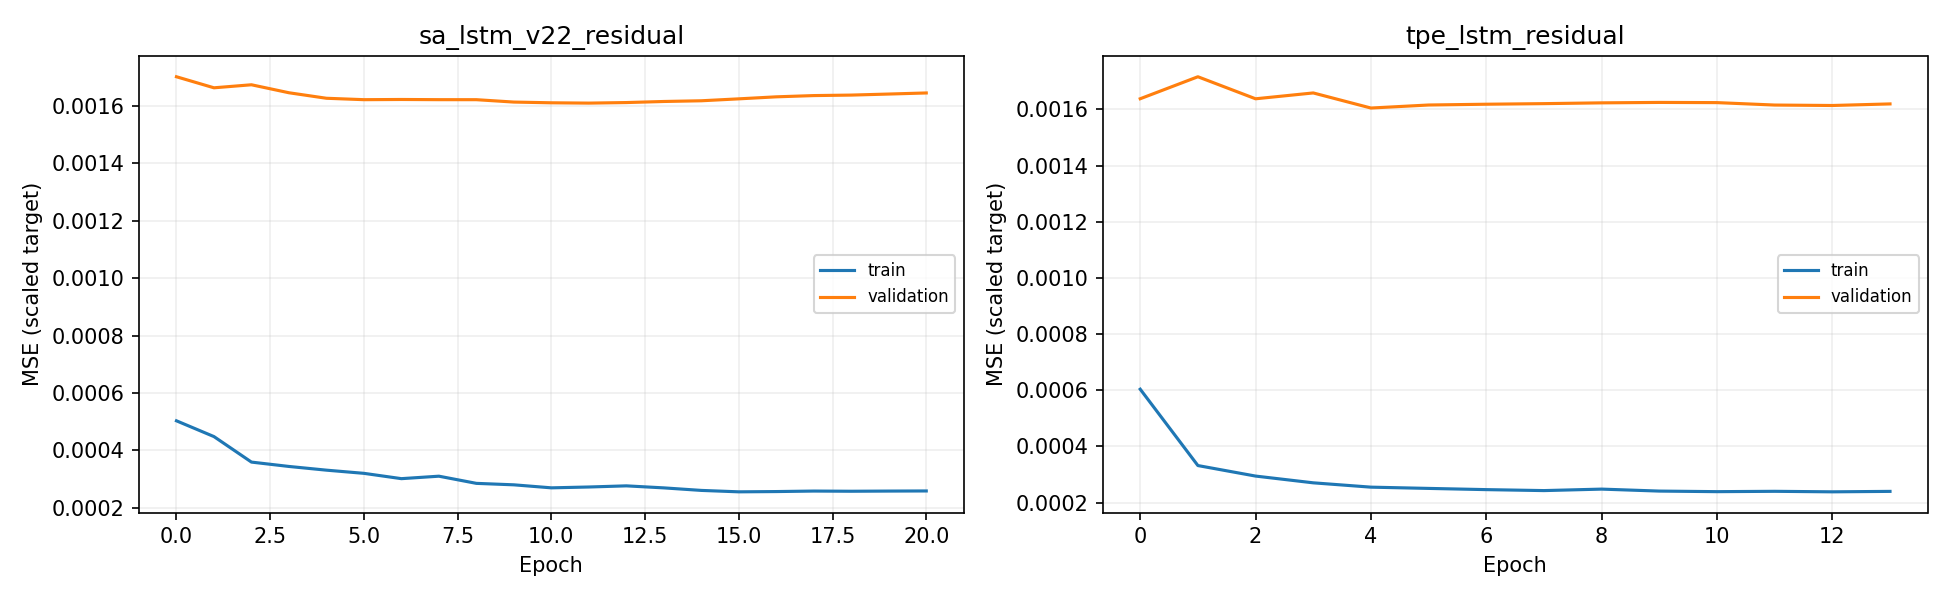 sa_lstm_v22_residual
MSE (scaled target)
0.0016
0.0014
0.0012
0.0010
0.0008
0.0006
0.0004
0.0002
train
validation
0.0 2.5 5.0 7.5 10.0 12.5 15.0 17.5 20.0
Epoch
tpe_lstm_residual
MSE (scaled target)
0.0016
0.0014
0.0012
0.0010
0.0008
0.0006
0.0004
0.0002
train
validation
0 2 4 6 8 10 12
Epoch